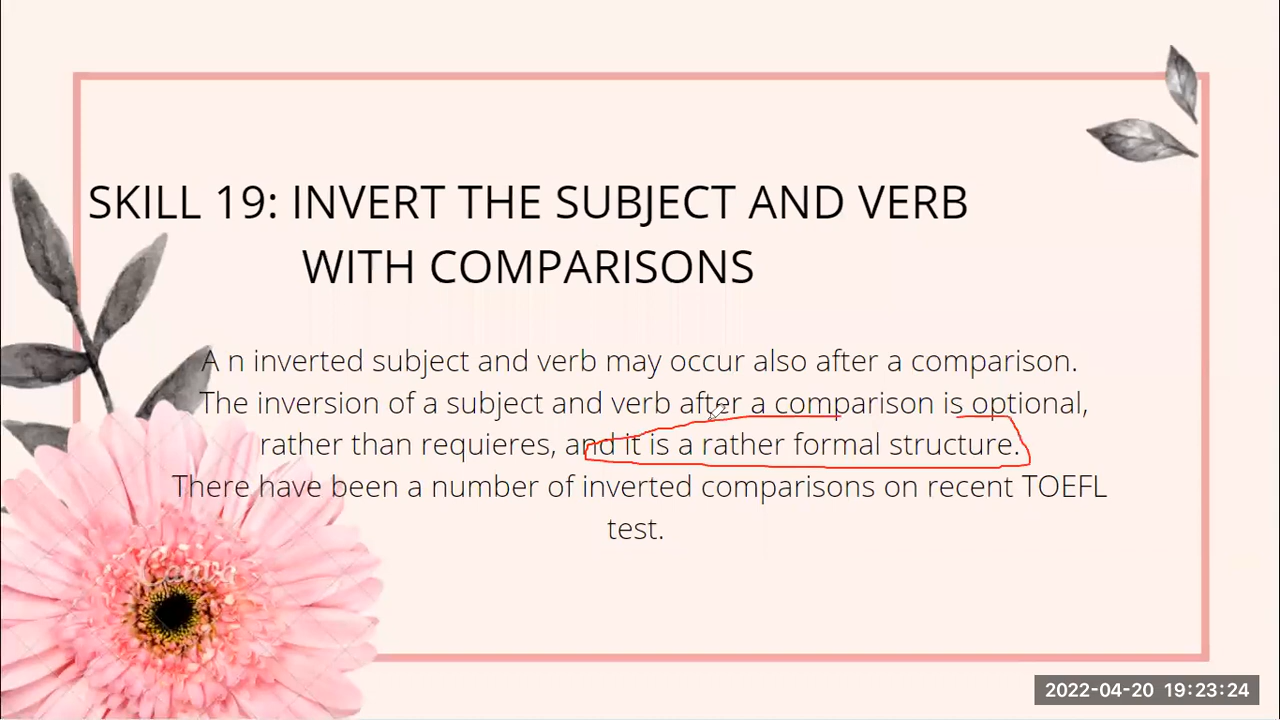 SKILL 19: INVERT THE SUBJECT AND VERB
WITH COMPARISONS
A n inverted subject and verb may occur also after a comparison.
The inversion of a subject and verb after a comparison is optional,
rather than requieres, and it is a rather formal structure.
There have been a number of inverted comparisons on recent TOEFL
test.
Canva
2022-04-20 19:23:24